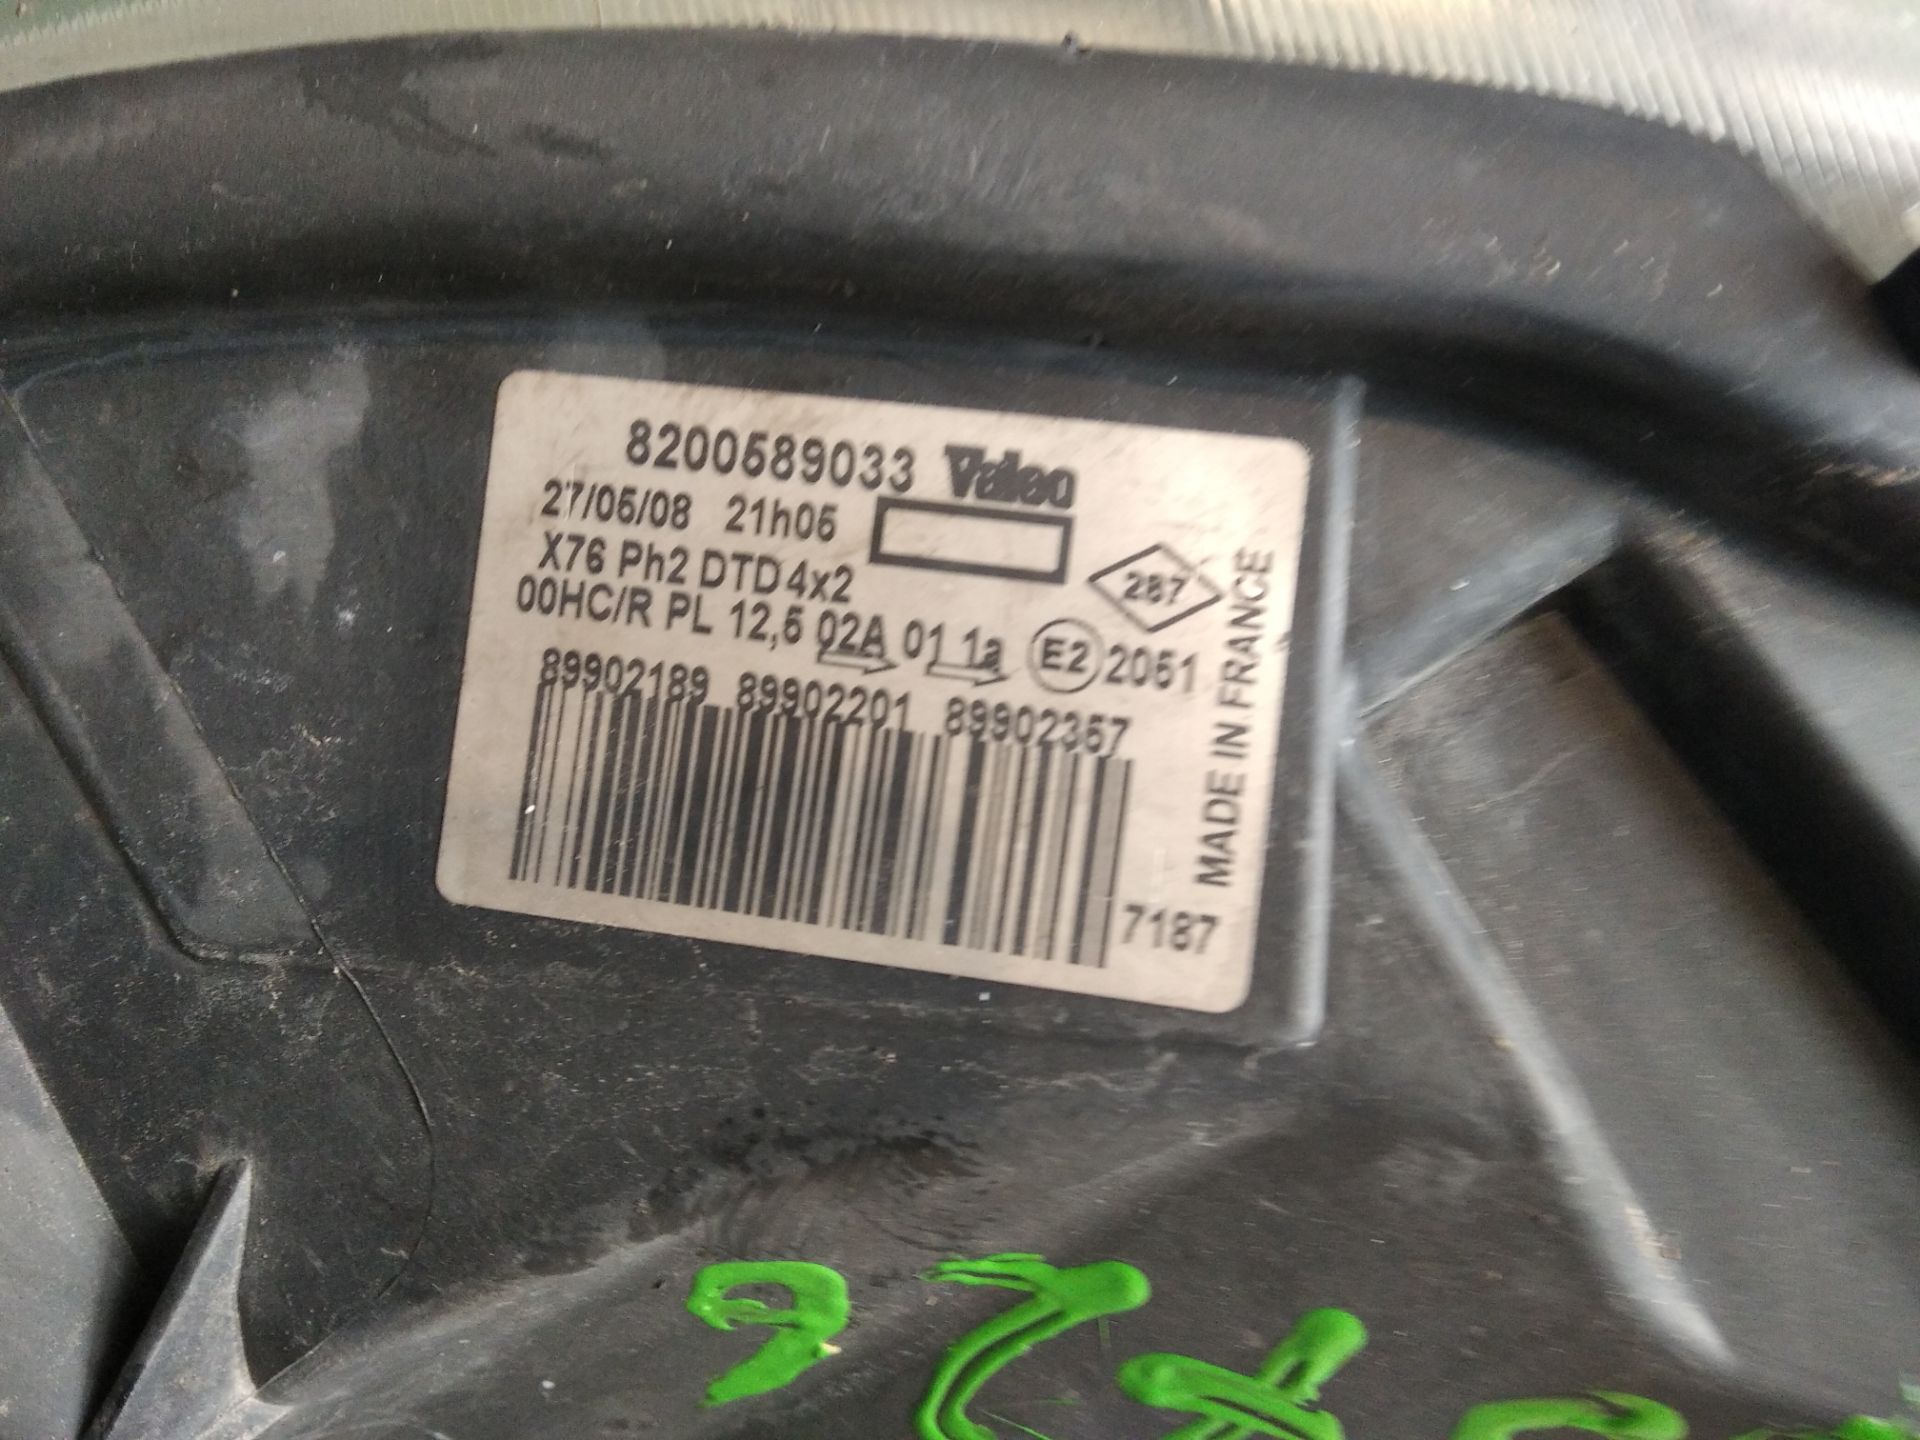 8200589033 Valeo
27/05/08 21h05
X76 Ph2 DTD 4x2
287
00HC/R PL 12,5 02A 01 1a E2 2051
89902189 89902201 89902357
7187
MADE IN FRANCE